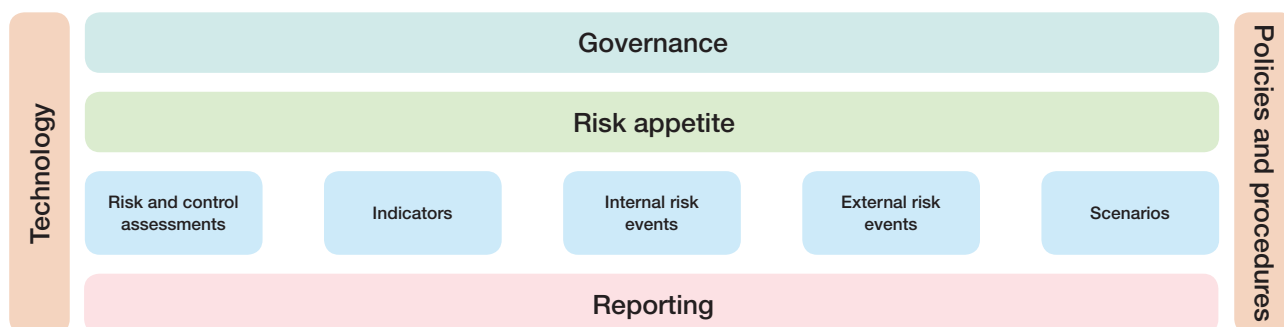 Technology
Governance
Risk appetite
Risk and control
assessments
Indicators
Internal risk
events
External risk
events
Scenarios
Reporting
Policies and procedures